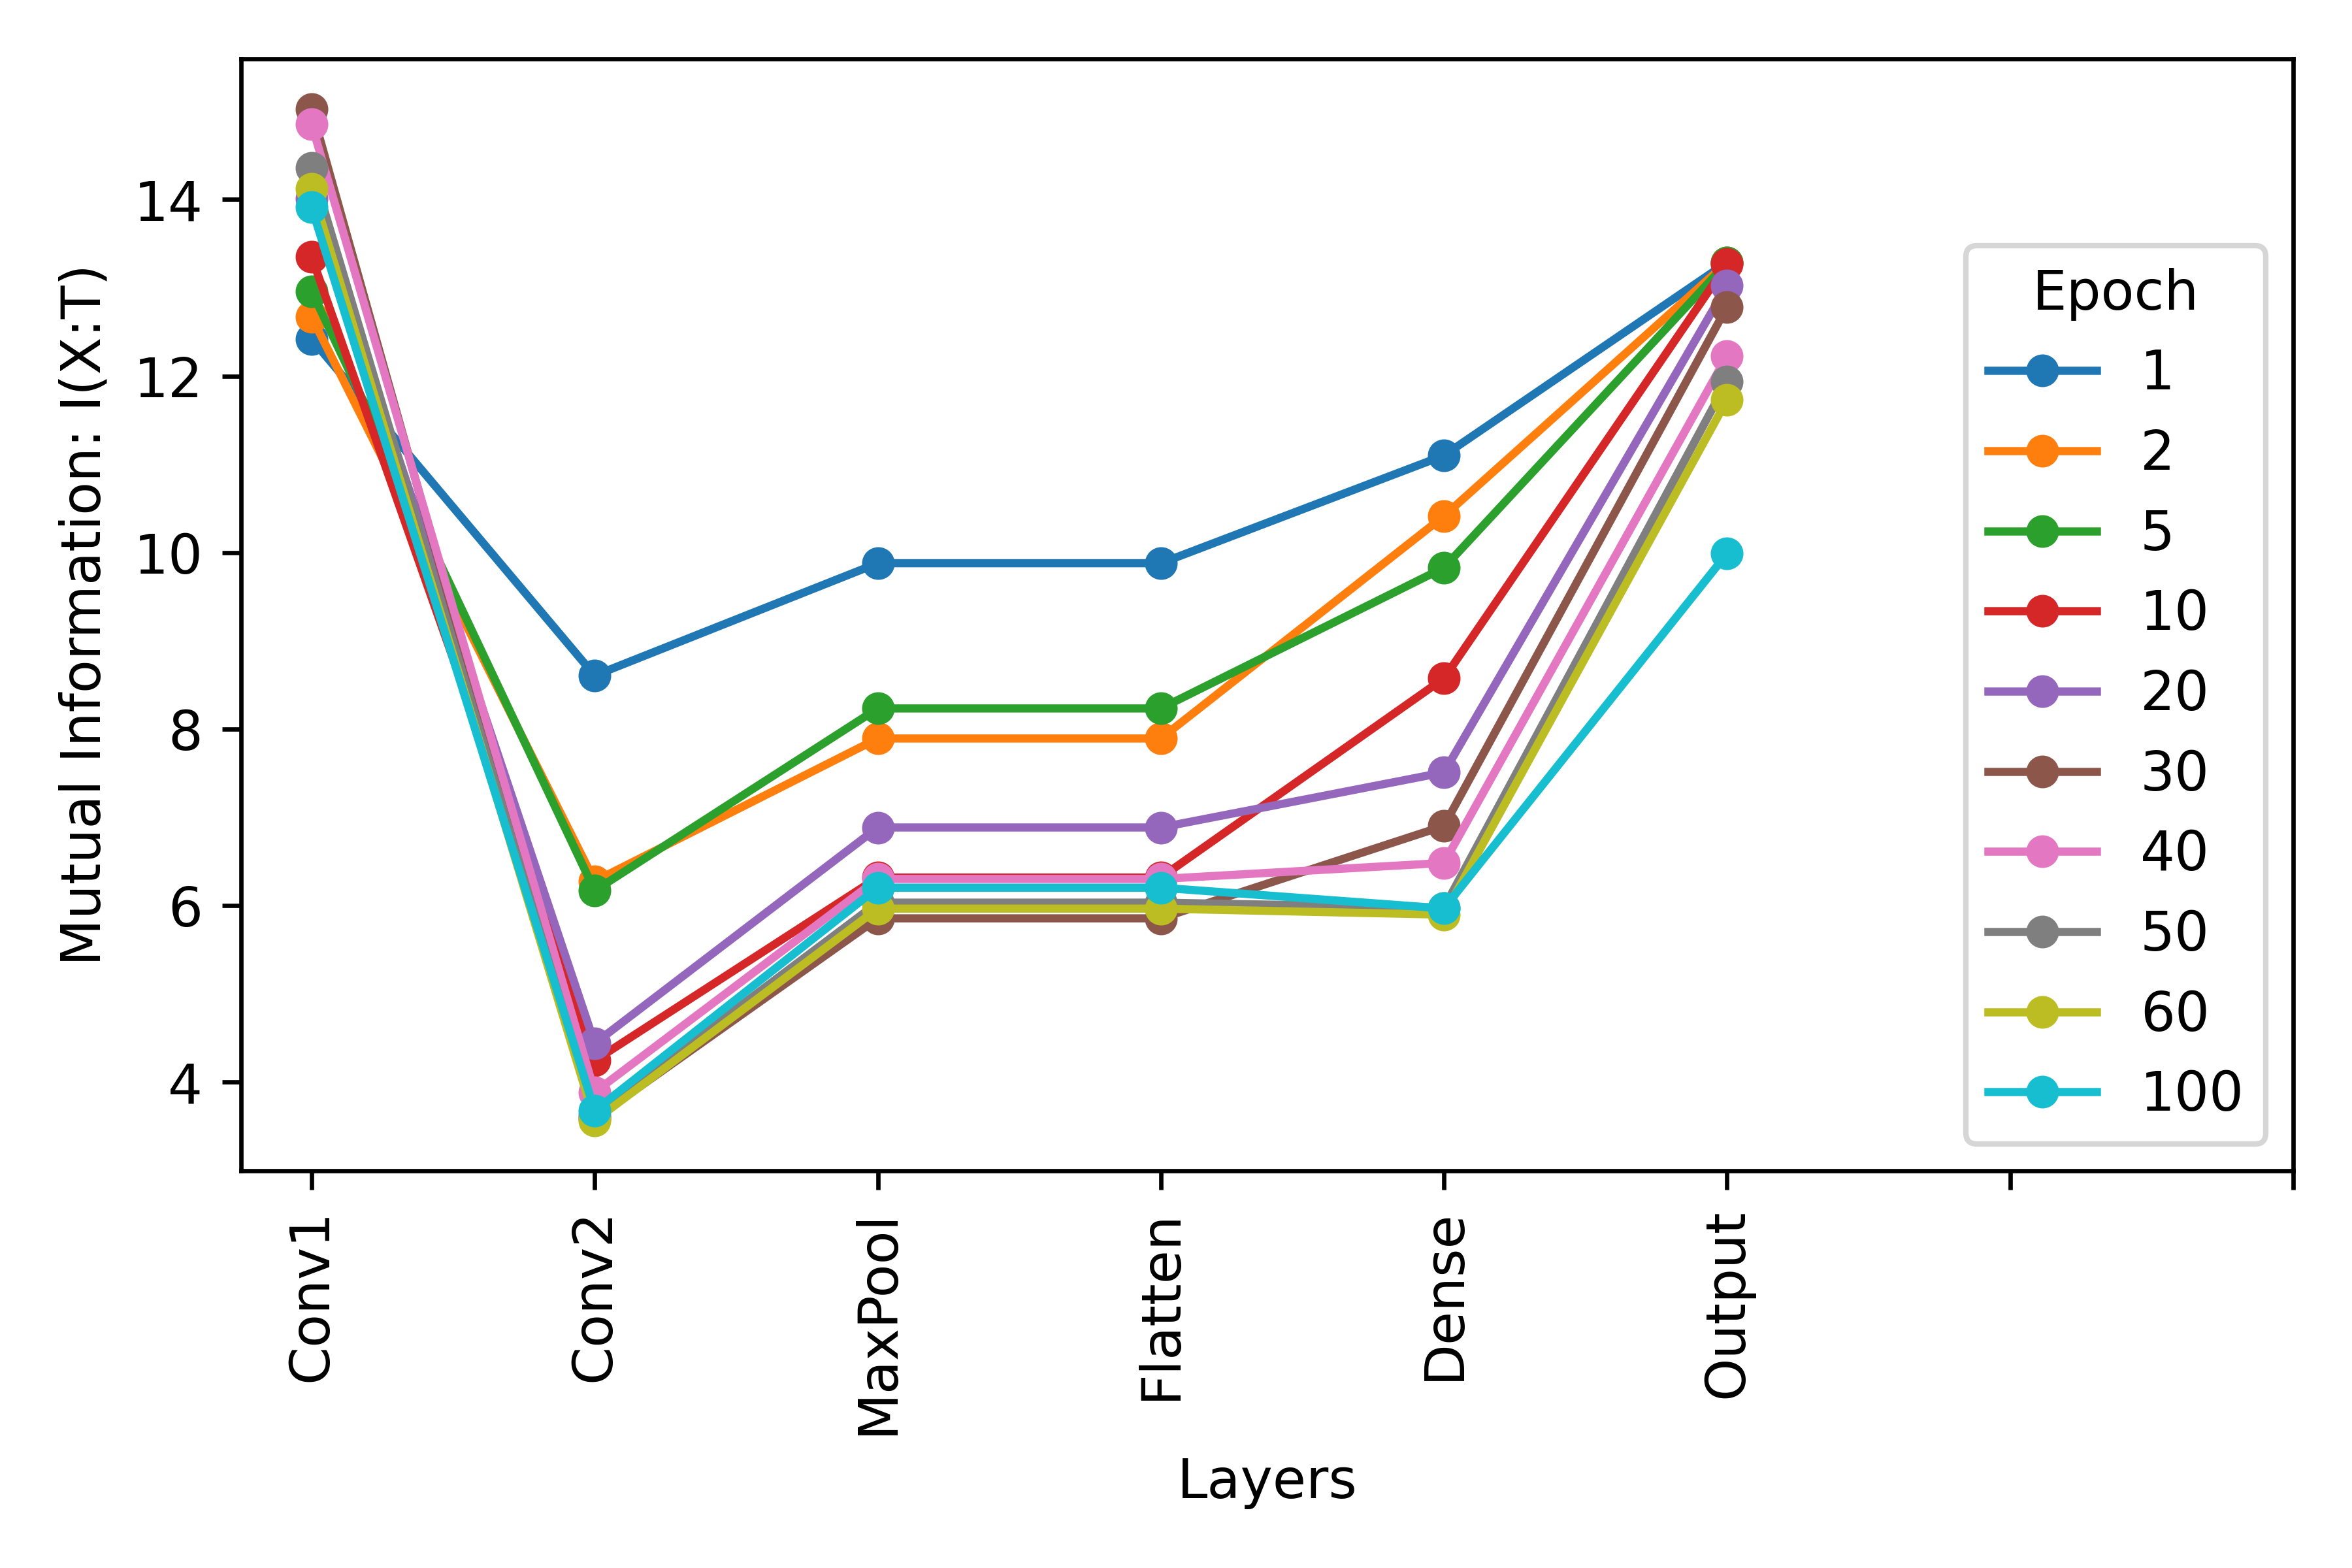 Mutual Information: I(X:T)
14
12
10
8
6
4
Epoch
1
2
5
10
20
30
40
50
60
100
Conv1
Conv2
MaxPool
Flatten
Dense
Output
Layers